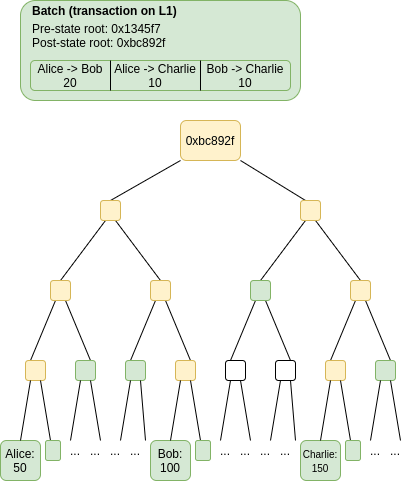 Batch (transaction on L1)
Pre-state root: 0x1345f7
Post-state root: 0xbc892f
Alice -> Bob
20
Alice -> Charlie
10
Bob -> Charlie
10
0xbc892f
Alice:
50
... ... ... ...
Bob:
100
... ... ... ...
Charlie:
150
... ...